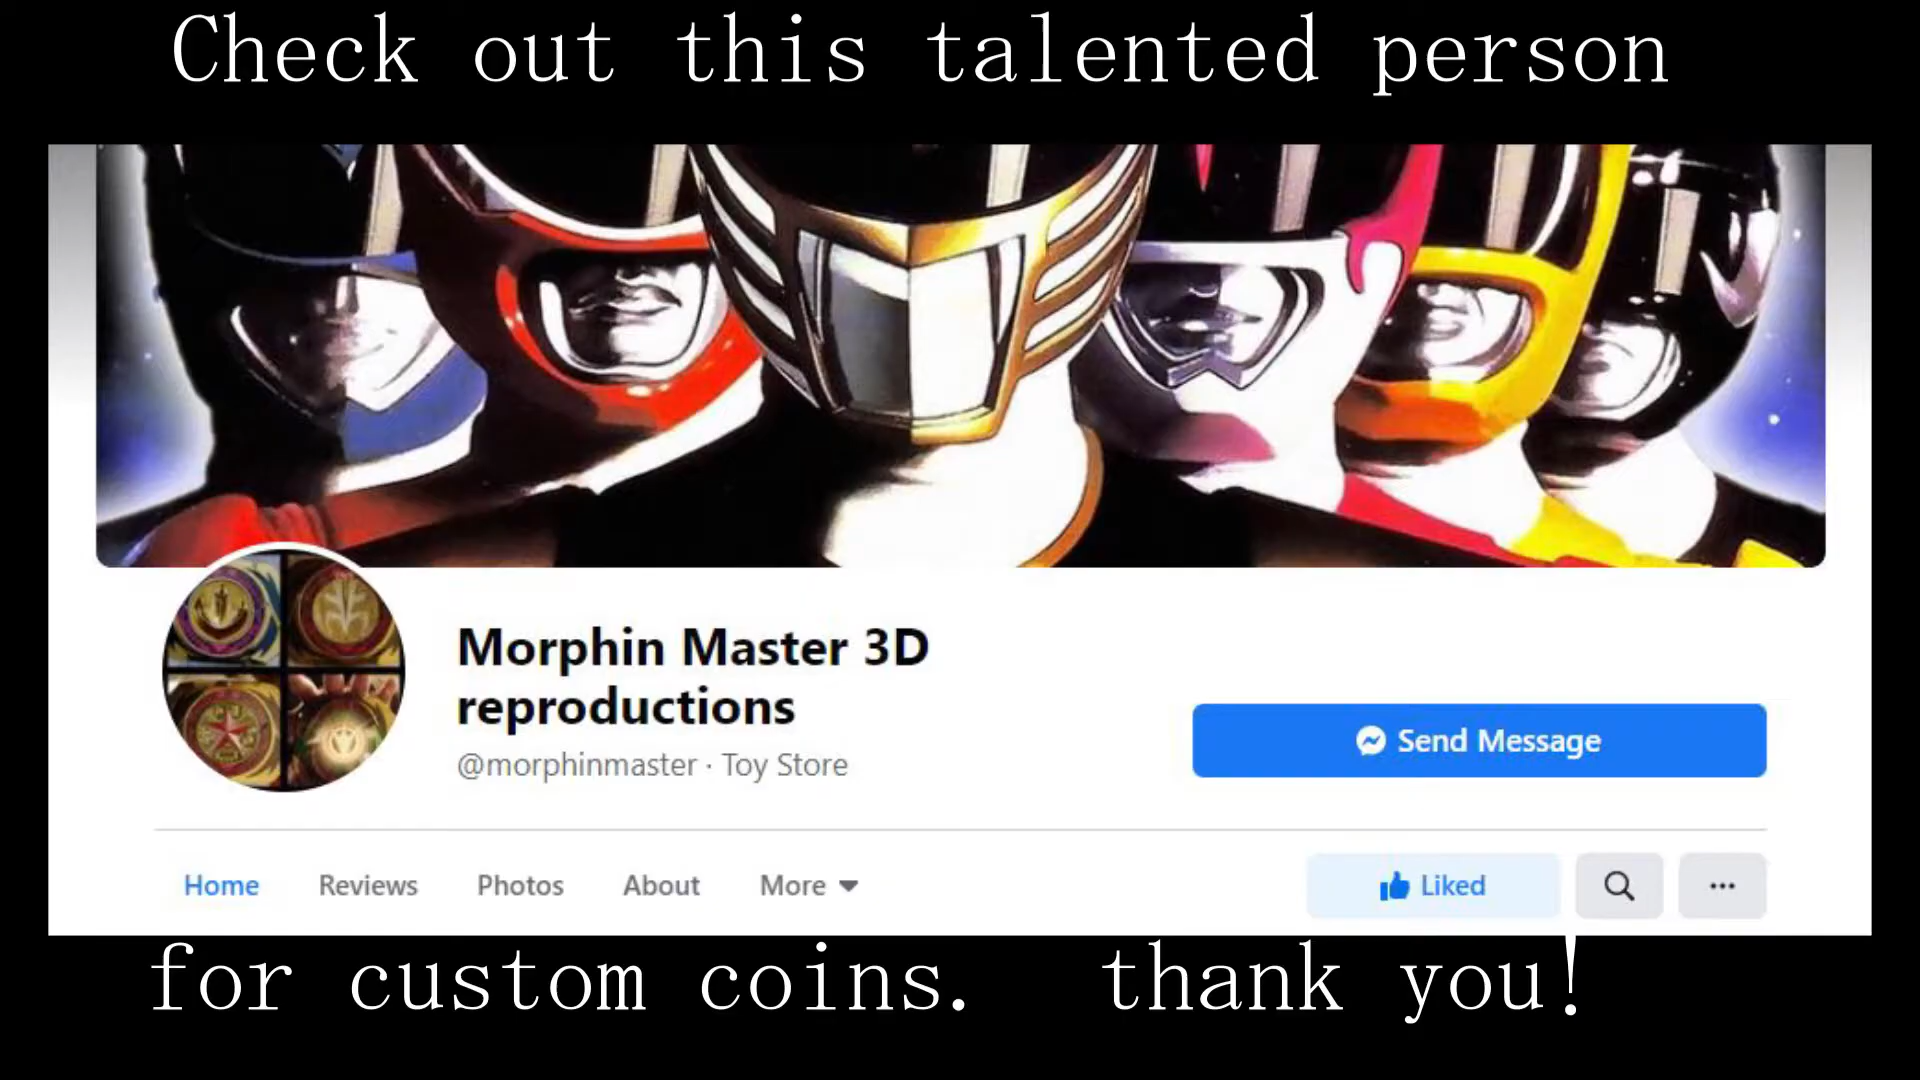 Check out this talented person
Morphin Master 3D
reproductions
@morphinmaster · Toy Store
Send Message
Home Reviews Photos About More
Liked
for custom coins. thank you!